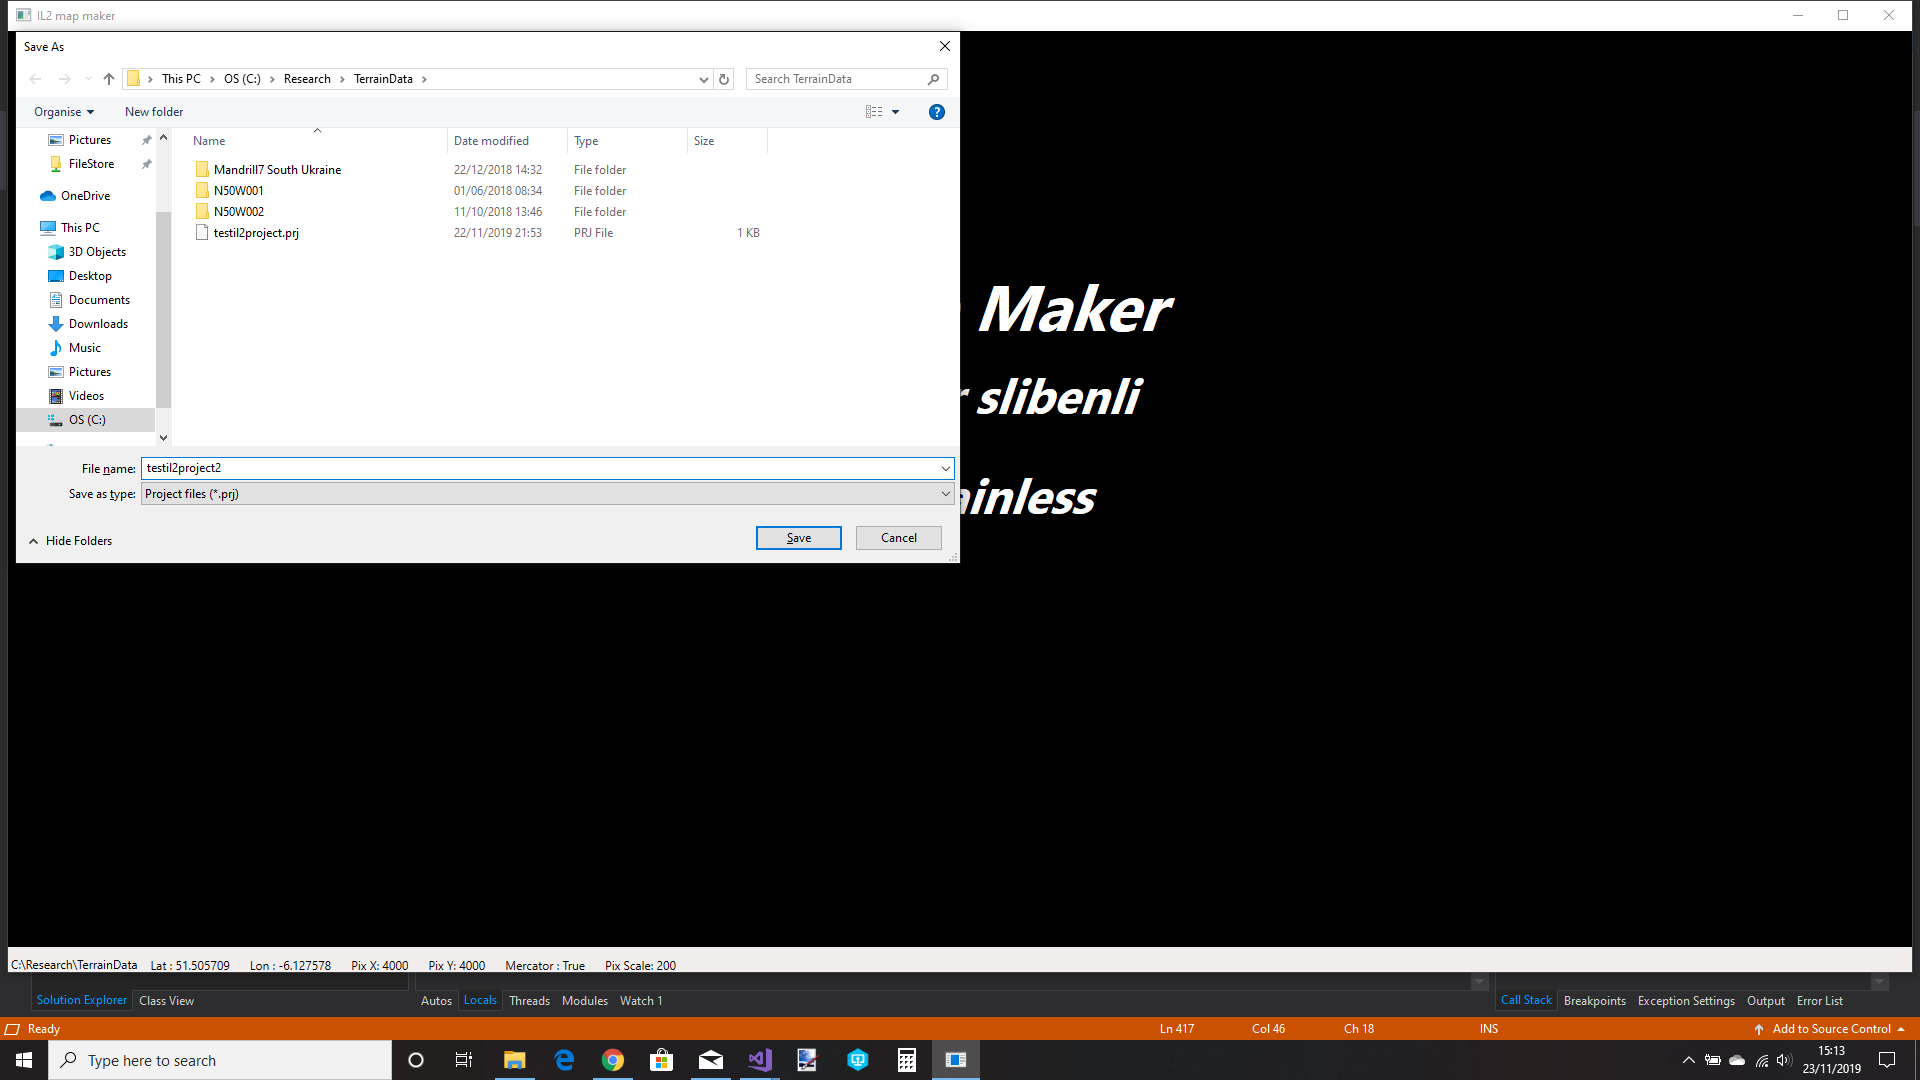 IL2 map maker
Save As
This PC > OS (C:) > Research > TerrainData >
Search TerrainData
Organise New folder
Name Date modified Type Size
Pictures
FileStore
OneDrive
This PC
3D Objects
Desktop
Documents
Downloads
Music
Pictures
Videos
OS (C:)
Mandrill7 South Ukraine 22/12/2018 14:32 File folder
N50W001 01/06/2018 08:34 File folder
N50W002 11/10/2018 13:46 File folder
testil2project.prj 22/11/2019 21:53 PRJ File 1 KB
File name: testil2project2
Save as type: Project files (*.prj)
Hide Folders Save Cancel
Maker
slibenli
ainless
C:\Research\TerrainData Lat : 51.505709 Lon : -6.127578 Pix X: 4000 Pix Y: 4000 Mercator : True Pix Scale: 200
Solution Explorer Class View Autos Locals Threads Modules Watch 1 Call Stack Breakpoints Exception Settings Output Error List
Ready Ln 417 Col 46 Ch 18 INS Add to Source Control
Type here to search
15:13
23/11/2019